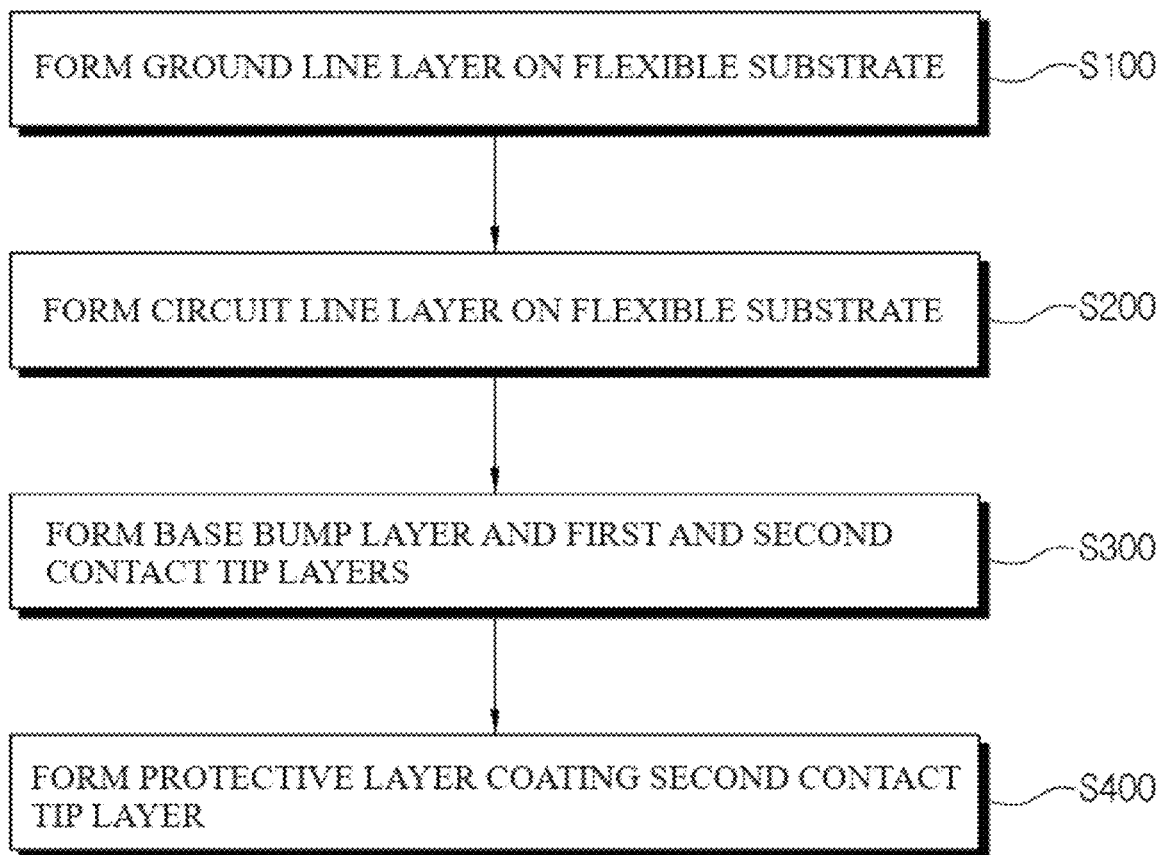 FORM GROUND LINE LAYER ON FLEXIBLE SUBSTRATE
S100
FORM CIRCUIT LINE LAYER ON FLEXIBLE SUBSTRATE
S200
FORM BASE BUMP LAYER AND FIRST AND SECOND
CONTACT TIP LAYERS
S300
FORM PROTECTIVE LAYER COATING SECOND CONTACT
TIP LAYER
S400